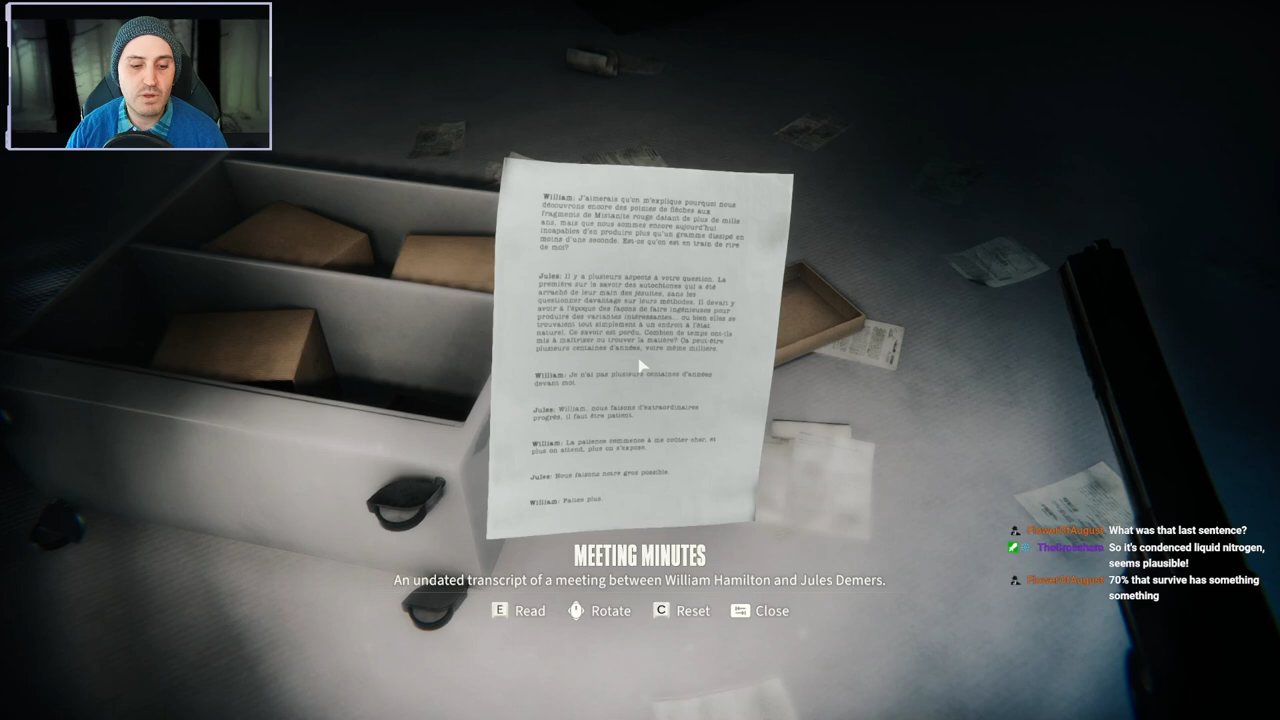 William: J'aimerais qu'on m'explique pourquoi nous
découvrons encore des pointes de flèches aux
fragments de Mistanite rouge datant de plus de mille
ans, mais que nous sommes encore aujourd'hui
incapables d'en produire plus qu'un gramme dissipé en
moins d'une seconde. Est-ce qu'on est en train de rire
de moi?
Jules: Il y a plusieurs aspects à votre question. La
première sur le savoir des autochtones qui a été
arraché de leur main des jésuites, sans les
questionner davantage sur leurs méthodes. Il devait y
avoir à l'époque des façons de faire ingénieuses pour
produire des variantes intéressantes... ou bien elles se
trouvaient tout simplement à un endroit à l'état
naturel. Ce savoir est perdu. Combien de temps ont-ils
mis à maîtriser ou trouver la matière? Ça peut-être
plusieurs centaines d'années, voire même milliers.
William: Je n'ai pas plusieurs centaines d'années
devant moi.
Jules: William, nous faisons d'extraordinaires
progrès, il faut être patient.
William: La patience commence à me coûter cher, et
plus on attend, plus on s'expose.
Jules: Nous faisons notre gros possible.
William: Faites plus.
MEETING MINUTES
An undated transcript of a meeting between William Hamilton and Jules Demers.
E Read Rotate C Reset Close
FlowerOfAugust What was that last sentence?
TheCrosshare So it's condenced liquid nitrogen,
seems plausible!
FlowerOfAugust 70% that survive has something
something